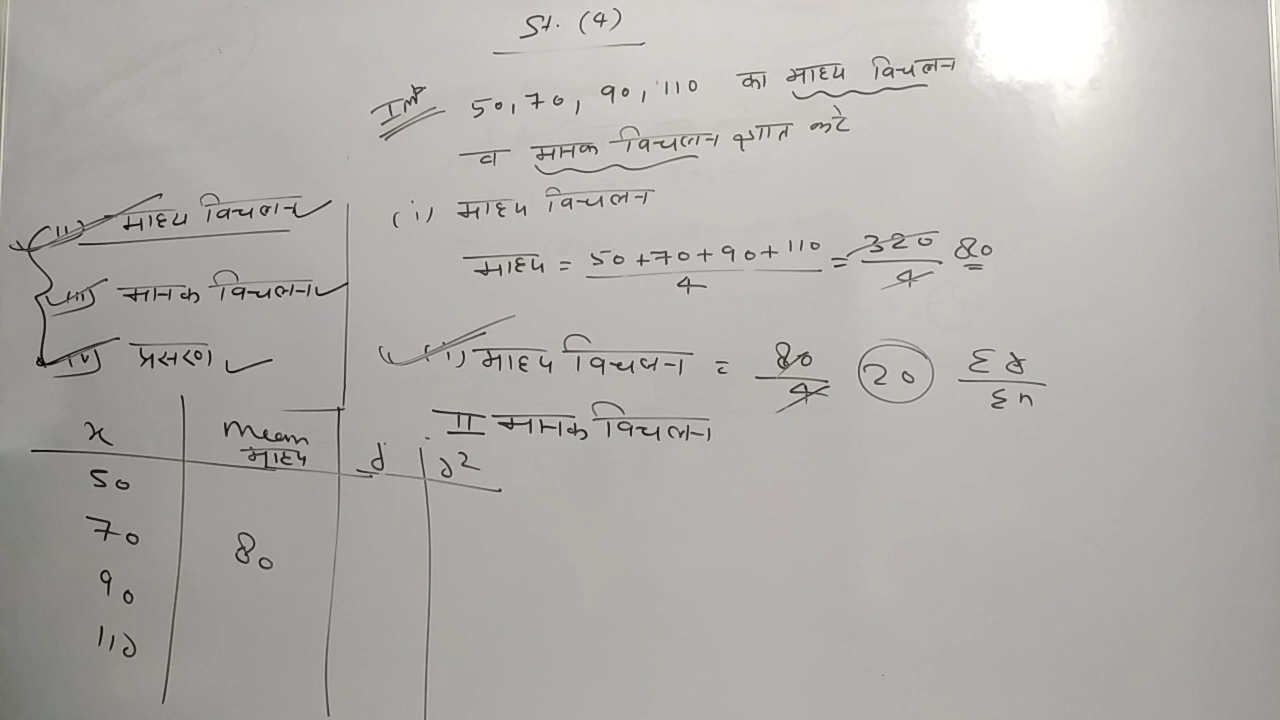 St. (4)
Imp 50, 70, 90, 110 का माध्य विचलन
व मानक विचलन ज्ञात करे
(ii) माध्य विचलन
(iii) मानक विचलन
(iv) प्रसरण
(i) माध्य विचलन
माध्य = 50+70+90+110 / 4 = 320 / 4 80
(i) माध्य विचलन = 80 / 4 20 Σd / Σn
II मानक विचलन
x Mean माध्य d d²
50
70
80
90
110